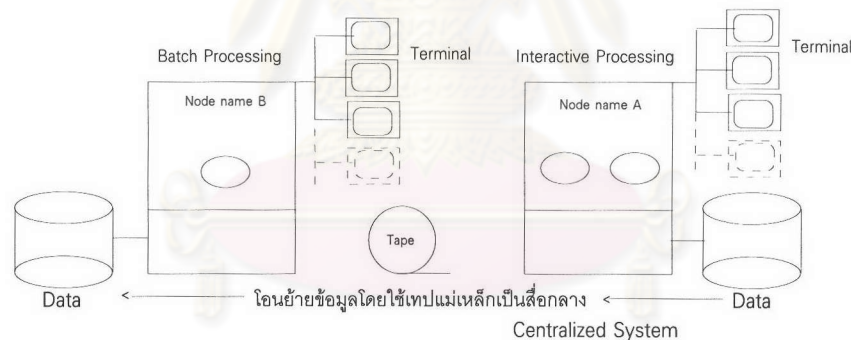 Batch Processing
Terminal
Interactive Processing
Terminal
Node name B
Node name A
Tape
Data
โอนย้ายข้อมูลโดยใช้เทปแม่เหล็กเป็นสื่อกลาง
Data
Centralized System